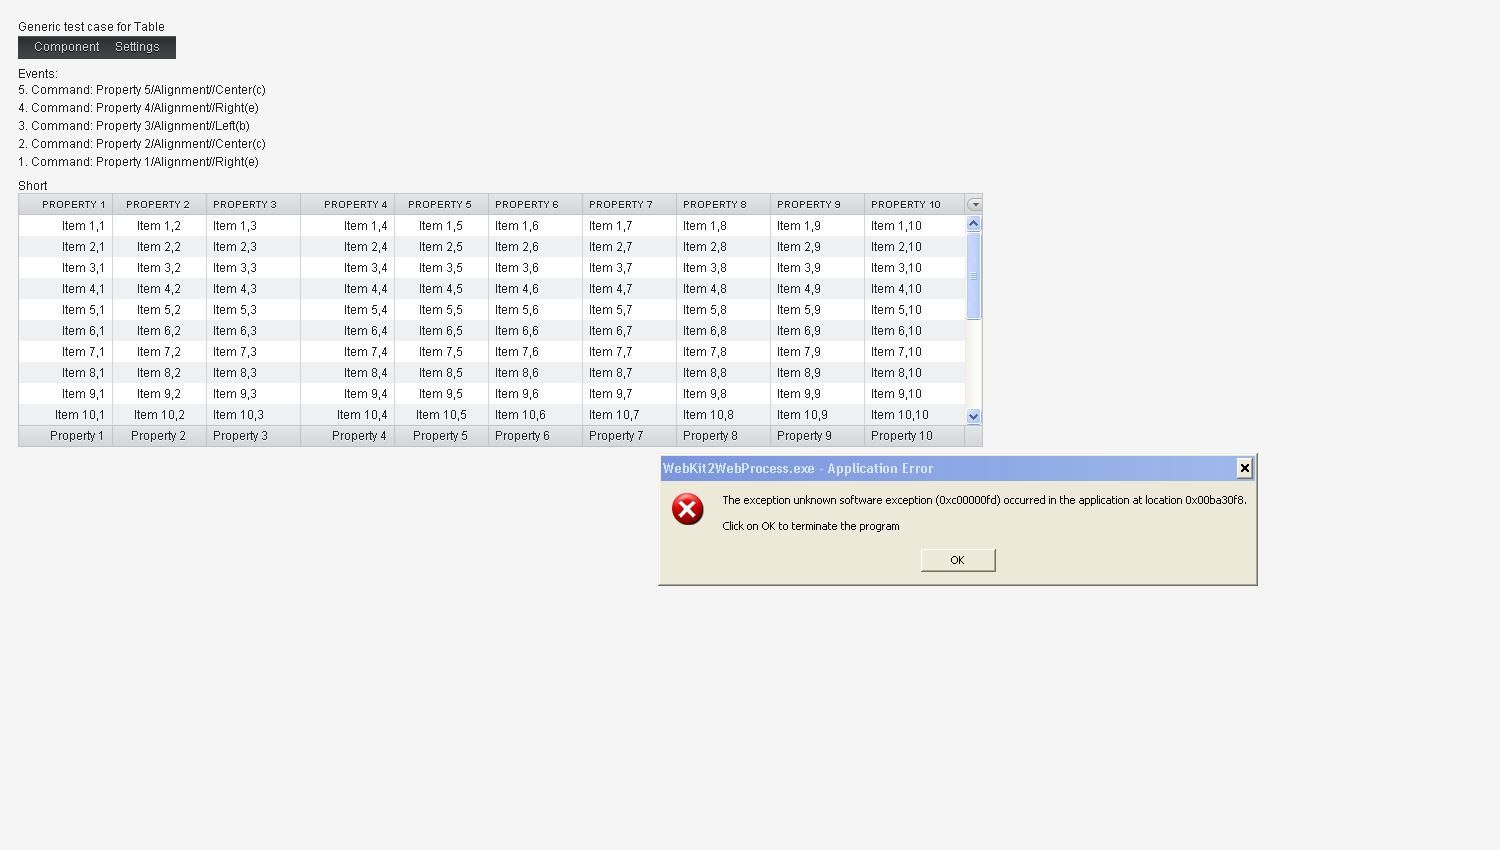 Generic test case for Table
Component Settings
Events:
5. Command: Property 5/Alignment//Center(c)
4. Command: Property 4/Alignment//Right(e)
3. Command: Property 3/Alignment//Left(b)
2. Command: Property 2/Alignment//Center(c)
1. Command: Property 1/Alignment//Right(e)
Short
PROPERTY 1 PROPERTY 2 PROPERTY 3 PROPERTY 4 PROPERTY 5 PROPERTY 6 PROPERTY 7 PROPERTY 8 PROPERTY 9 PROPERTY 10
Item 1,1 Item 1,2 Item 1,3 Item 1,4 Item 1,5 Item 1,6 Item 1,7 Item 1,8 Item 1,9 Item 1,10
Item 2,1 Item 2,2 Item 2,3 Item 2,4 Item 2,5 Item 2,6 Item 2,7 Item 2,8 Item 2,9 Item 2,10
Item 3,1 Item 3,2 Item 3,3 Item 3,4 Item 3,5 Item 3,6 Item 3,7 Item 3,8 Item 3,9 Item 3,10
Item 4,1 Item 4,2 Item 4,3 Item 4,4 Item 4,5 Item 4,6 Item 4,7 Item 4,8 Item 4,9 Item 4,10
Item 5,1 Item 5,2 Item 5,3 Item 5,4 Item 5,5 Item 5,6 Item 5,7 Item 5,8 Item 5,9 Item 5,10
Item 6,1 Item 6,2 Item 6,3 Item 6,4 Item 6,5 Item 6,6 Item 6,7 Item 6,8 Item 6,9 Item 6,10
Item 7,1 Item 7,2 Item 7,3 Item 7,4 Item 7,5 Item 7,6 Item 7,7 Item 7,8 Item 7,9 Item 7,10
Item 8,1 Item 8,2 Item 8,3 Item 8,4 Item 8,5 Item 8,6 Item 8,7 Item 8,8 Item 8,9 Item 8,10
Item 9,1 Item 9,2 Item 9,3 Item 9,4 Item 9,5 Item 9,6 Item 9,7 Item 9,8 Item 9,9 Item 9,10
Item 10,1 Item 10,2 Item 10,3 Item 10,4 Item 10,5 Item 10,6 Item 10,7 Item 10,8 Item 10,9 Item 10,10
Property 1 Property 2 Property 3 Property 4 Property 5 Property 6 Property 7 Property 8 Property 9 Property 10
WebKit2WebProcess.exe - Application Error
The exception unknown software exception (0xc00000fd) occurred in the application at location 0x00ba30f8.
Click on OK to terminate the program
OK